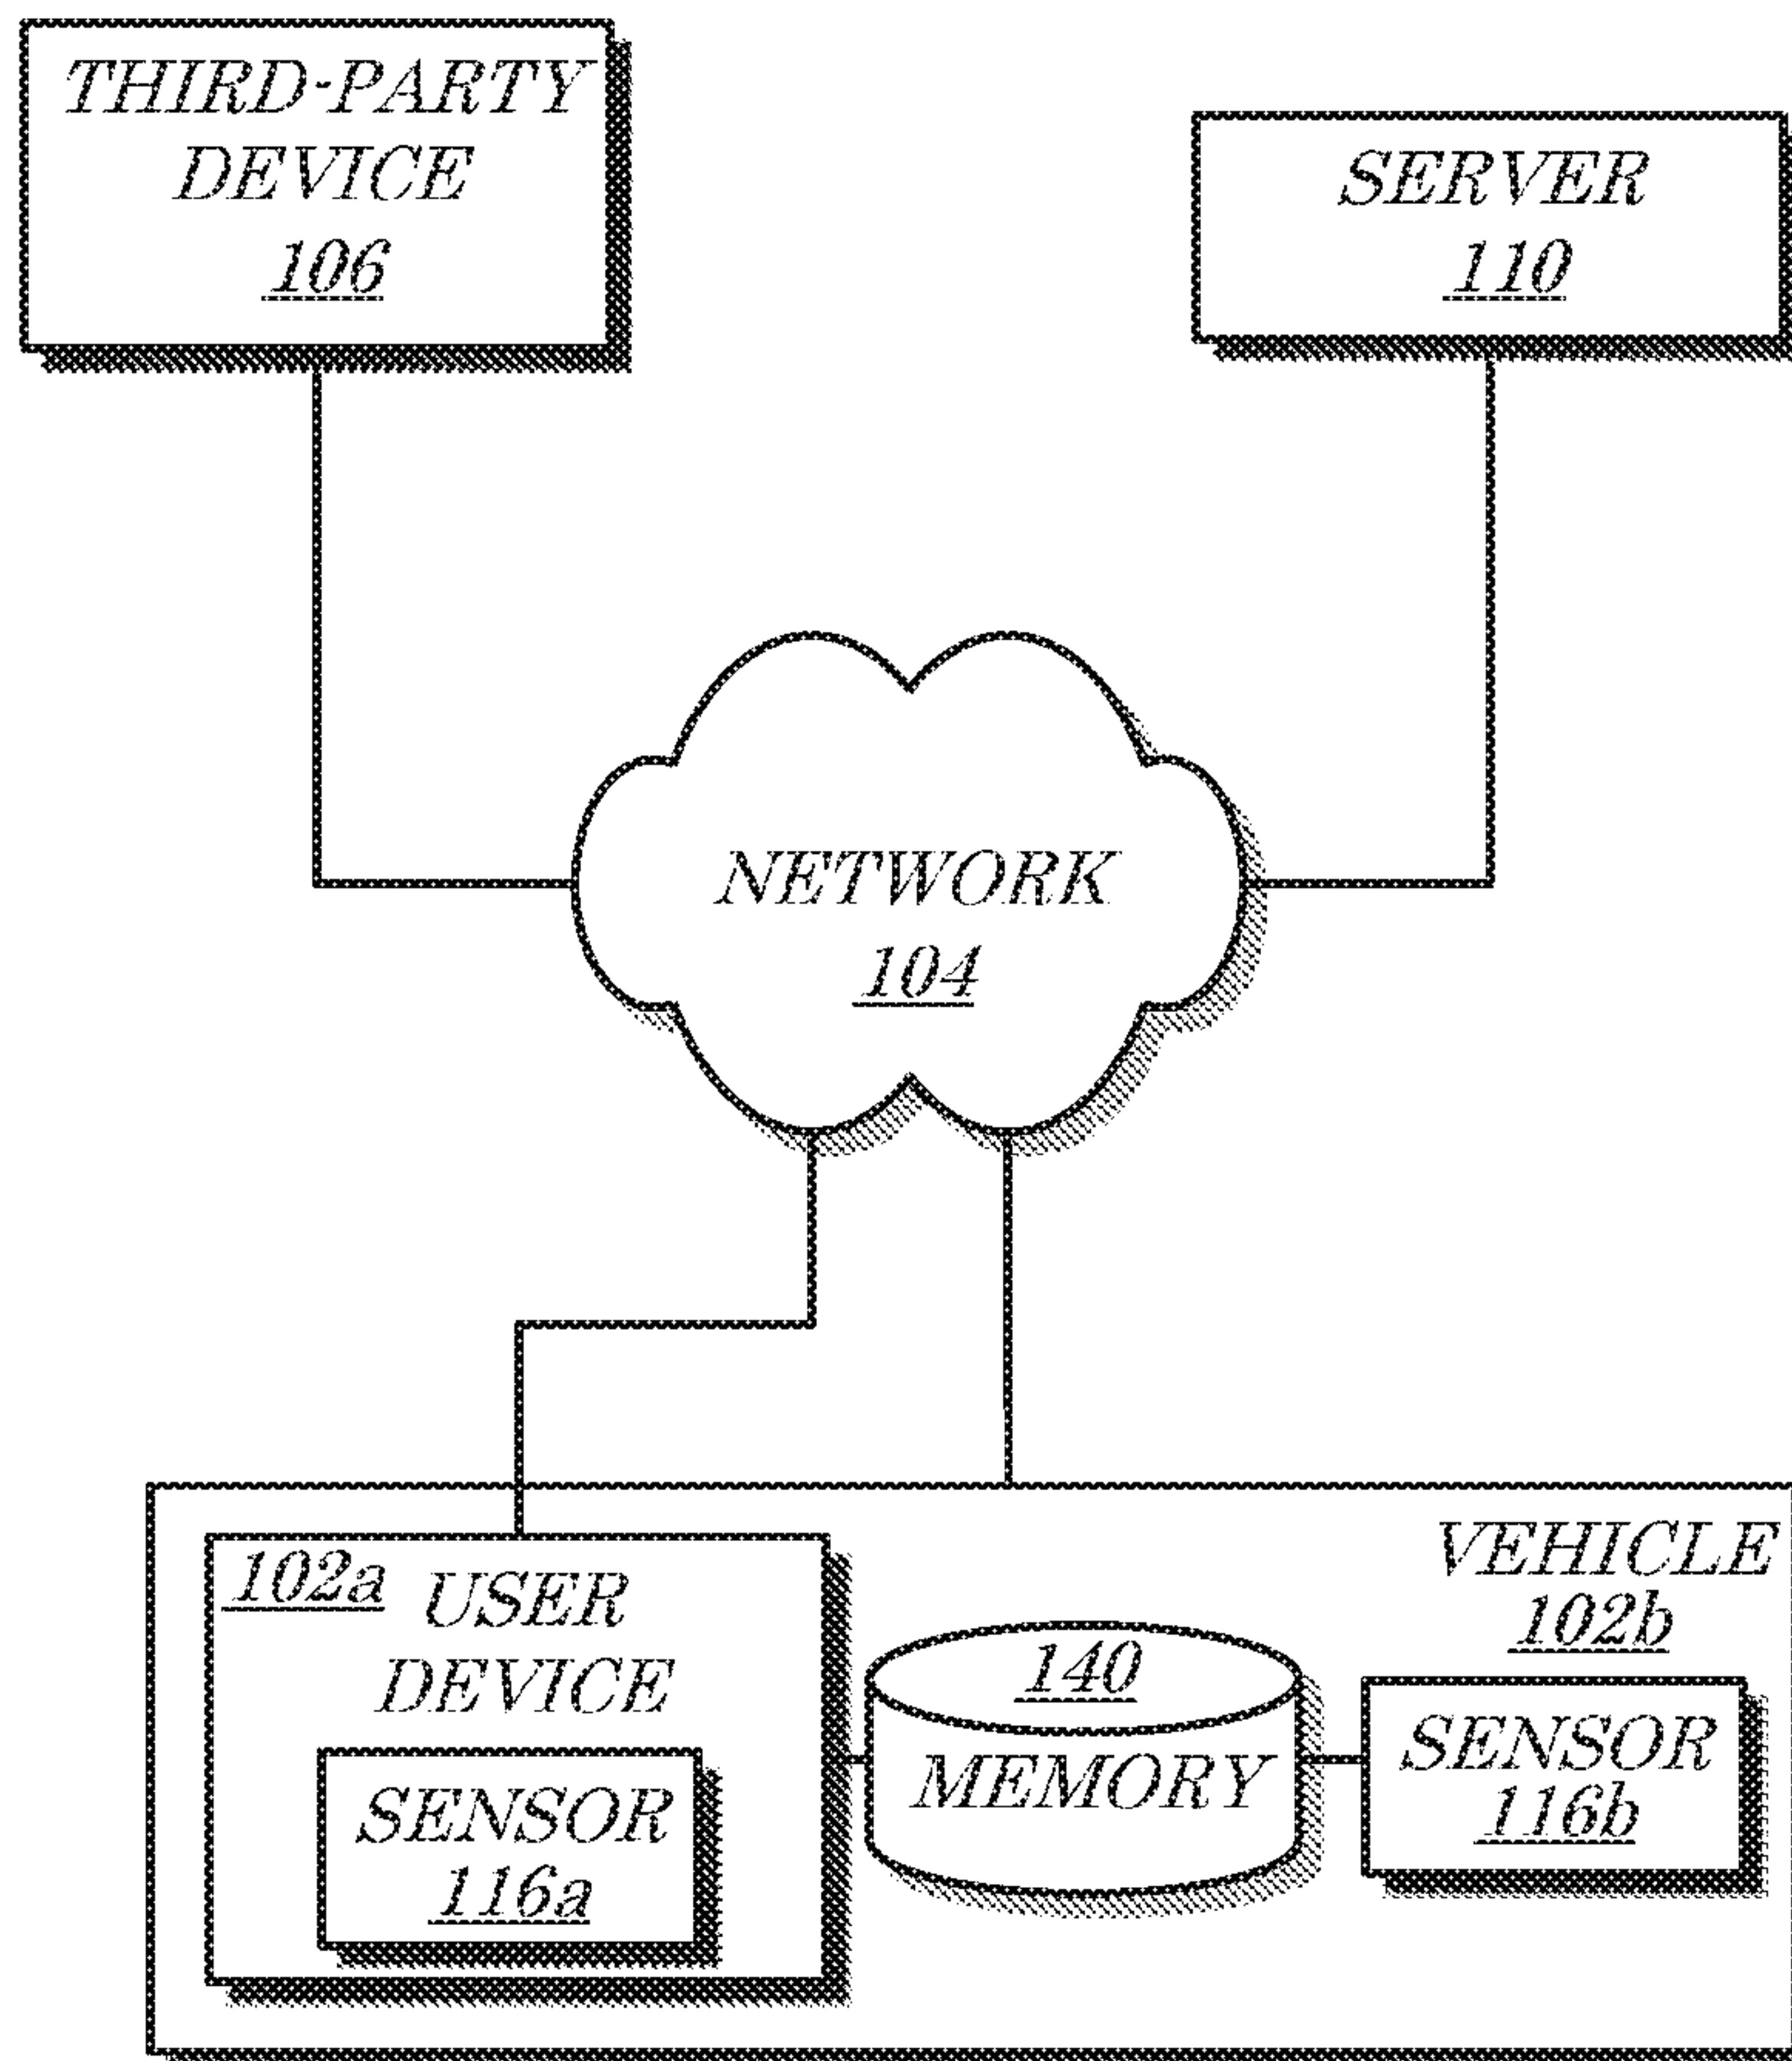 THIRD-PARTY
DEVICE
106
SERVER
110
NETWORK
104
102a
USER
DEVICE
SENSOR
116a
140
MEMORY
VEHICLE
102b
SENSOR
116b